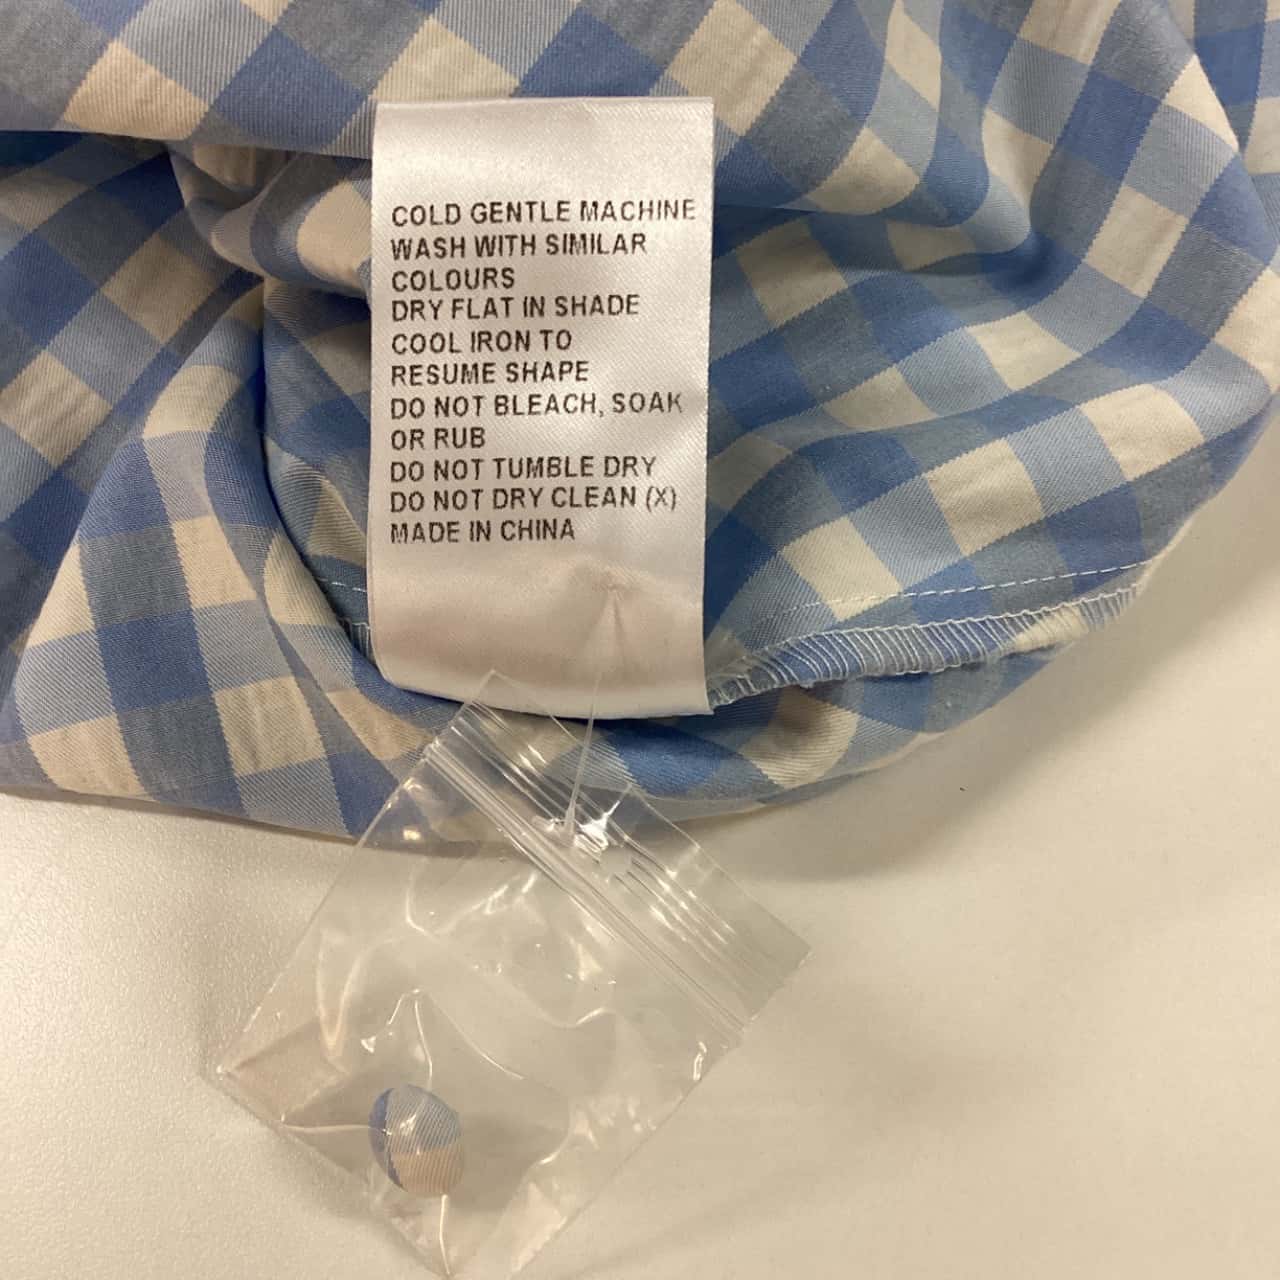 COLD GENTLE MACHINE
WASH WITH SIMILAR
COLOURS
DRY FLAT IN SHADE
COOL IRON TO
RESUME SHAPE
DO NOT BLEACH, SOAK
OR RUB
DO NOT TUMBLE DRY
DO NOT DRY CLEAN (X)
MADE IN CHINA